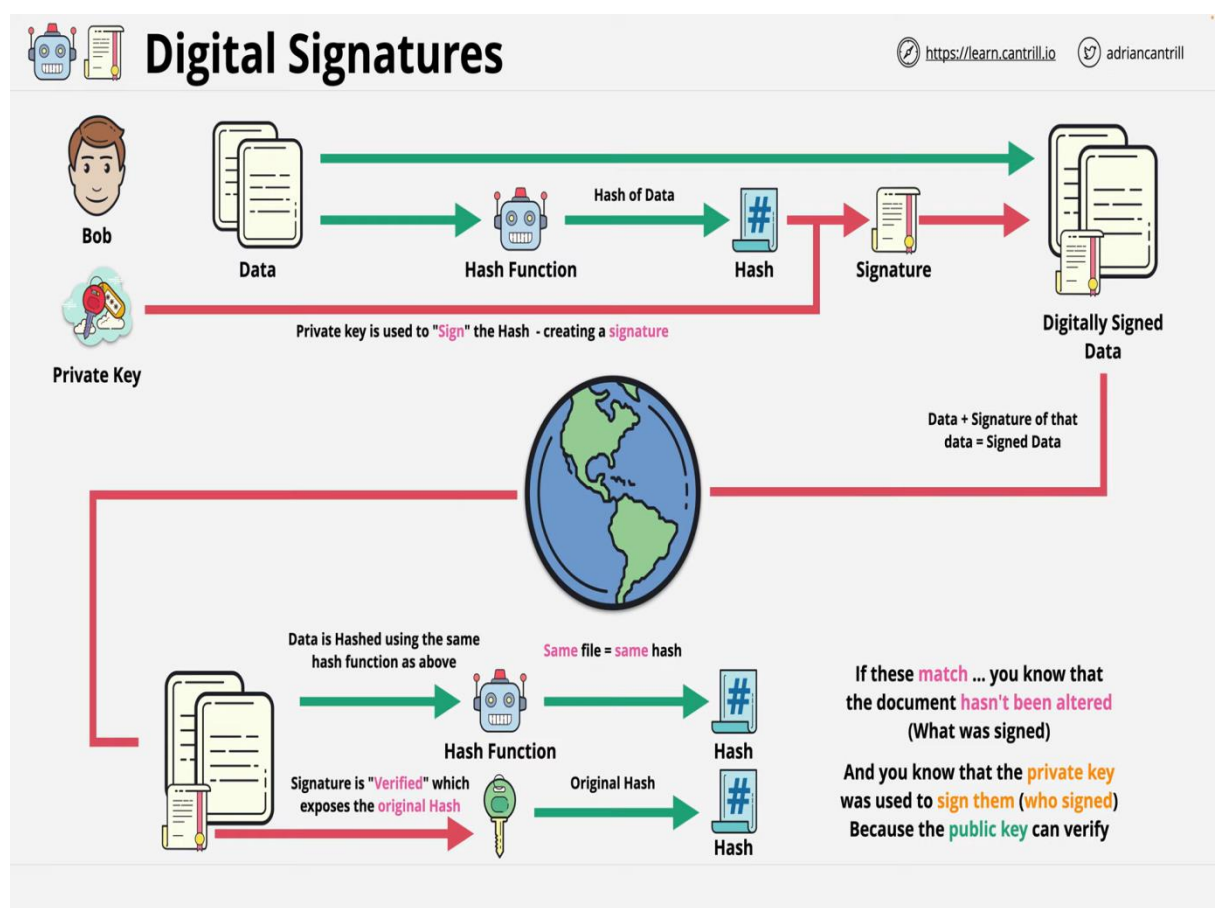 Digital Signatures
https://learn.cantrill.io
adriancantrill
Bob
Data
Hash Function
Hash of Data
#
Hash
Signature
Digitally Signed
Data
Private key is used to "Sign" the Hash - creating a signature
Private Key
Data + Signature of that
data = Signed Data
Data is Hashed using the same
hash function as above
Same file = same hash
Hash Function
#
Hash
Signature is "Verified" which
exposes the original Hash
Original Hash
#
Hash
If these match ... you know that
the document hasn't been altered
(What was signed)
And you know that the private key
was used to sign them (who signed)
Because the public key can verify